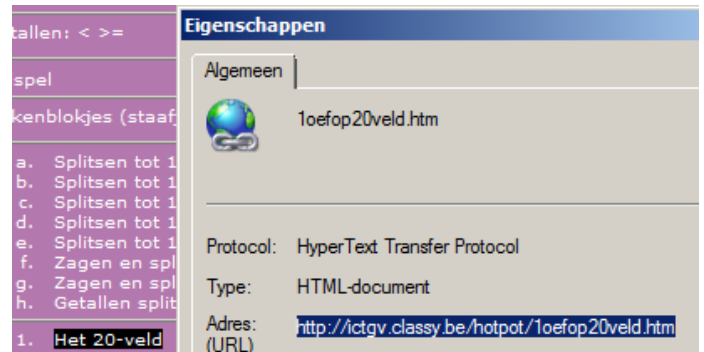 tallen: < >=
spel
kenblokjes (staaf
a. Splitsen tot 1
b. Splitsen tot 1
c. Splitsen tot 1
d. Splitsen tot 1
e. Splitsen tot 1
f. Zagen en spl
g. Zagen en spl
h. Getallen split
1. Het 20-veld
Eigenschappen
Algemeen
1oefop20veld.htm
Protocol: HyperText Transfer Protocol
Type: HTML-document
Adres: http://ictgv.classy.be/hotpot/1oefop20veld.htm
(URL)